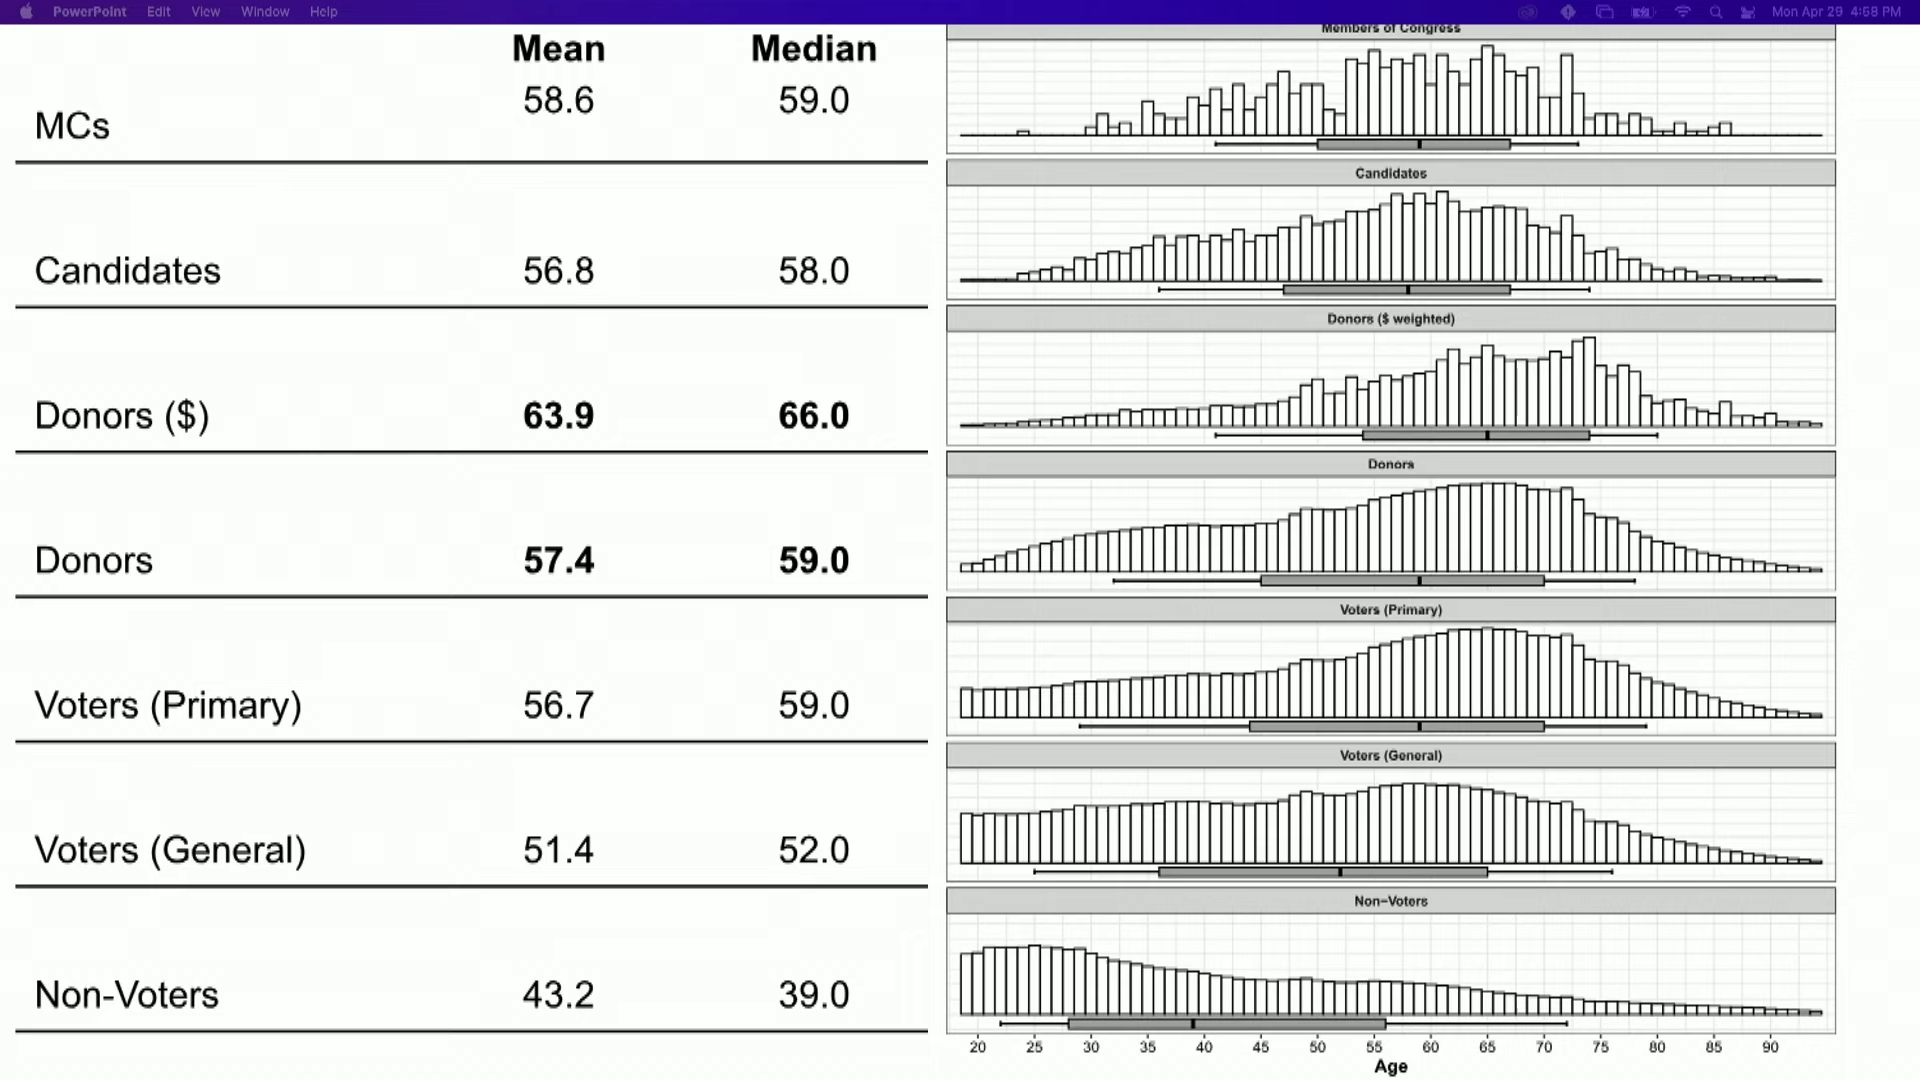 PowerPoint Edit View Window Help Mon Apr 29 4:58 PM
Mean Median
MCs 58.6 59.0
Candidates 56.8 58.0
Donors ($) 63.9 66.0
Donors 57.4 59.0
Voters (Primary) 56.7 59.0
Voters (General) 51.4 52.0
Non-Voters 43.2 39.0
Members of Congress
Candidates
Donors ($ weighted)
Donors
Voters (Primary)
Voters (General)
Non−Voters
20 25 30 35 40 45 50 55 60 65 70 75 80 85 90
Age